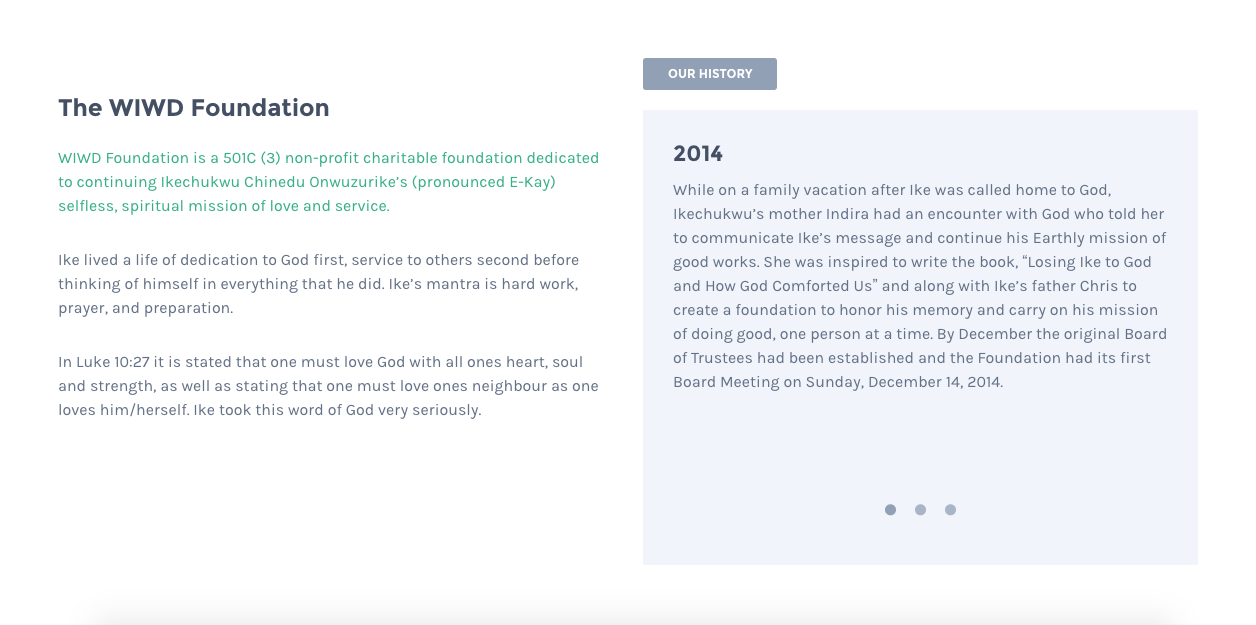 The WIWD Foundation
WIWD Foundation is a 501C (3) non-profit charitable foundation dedicated
to continuing Ikechukwu Chinedu Onwuzurike’s (pronounced E-Kay)
selfless, spiritual mission of love and service.
Ike lived a life of dedication to God first, service to others second before
thinking of himself in everything that he did. Ike’s mantra is hard work,
prayer, and preparation.
In Luke 10:27 it is stated that one must love God with all ones heart, soul
and strength, as well as stating that one must love ones neighbour as one
loves him/herself. Ike took this word of God very seriously.
OUR HISTORY
2014
While on a family vacation after Ike was called home to God,
Ikechukwu’s mother Indira had an encounter with God who told her
to communicate Ike’s message and continue his Earthly mission of
good works. She was inspired to write the book, “Losing Ike to God
and How God Comforted Us” and along with Ike’s father Chris to
create a foundation to honor his memory and carry on his mission
of doing good, one person at a time. By December the original Board
of Trustees had been established and the Foundation had its first
Board Meeting on Sunday, December 14, 2014.